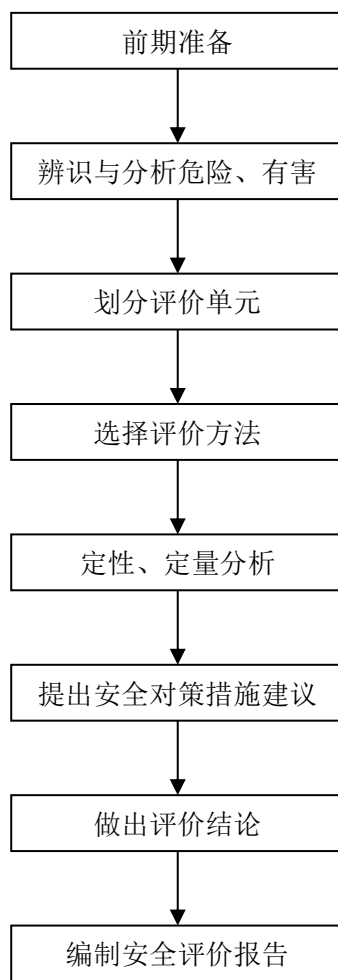 前期准备
辨识与分析危险、有害
划分评价单元
选择评价方法
定性、定量分析
提出安全对策措施建议
做出评价结论
编制安全评价报告